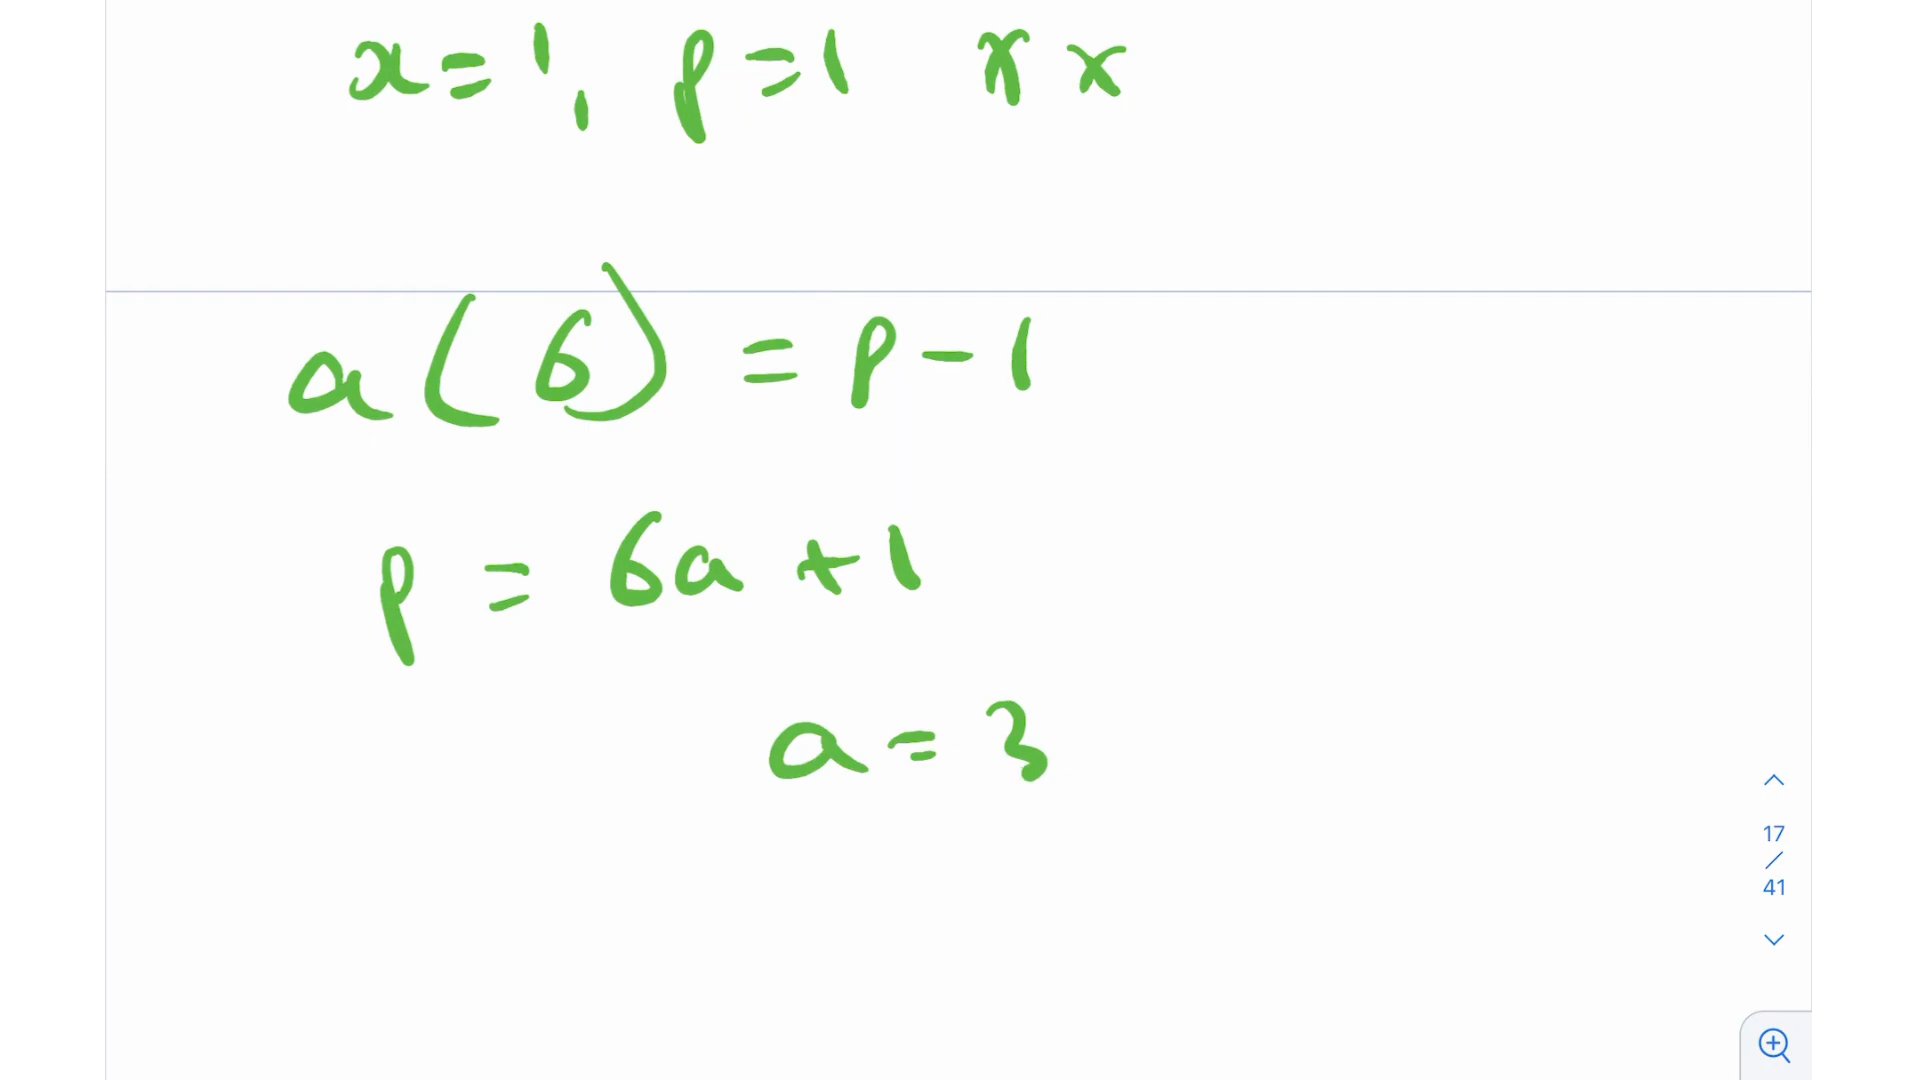 x=1, p=1 x
a(6) = p-1
p = 6a+1
a = 3
17
/
41